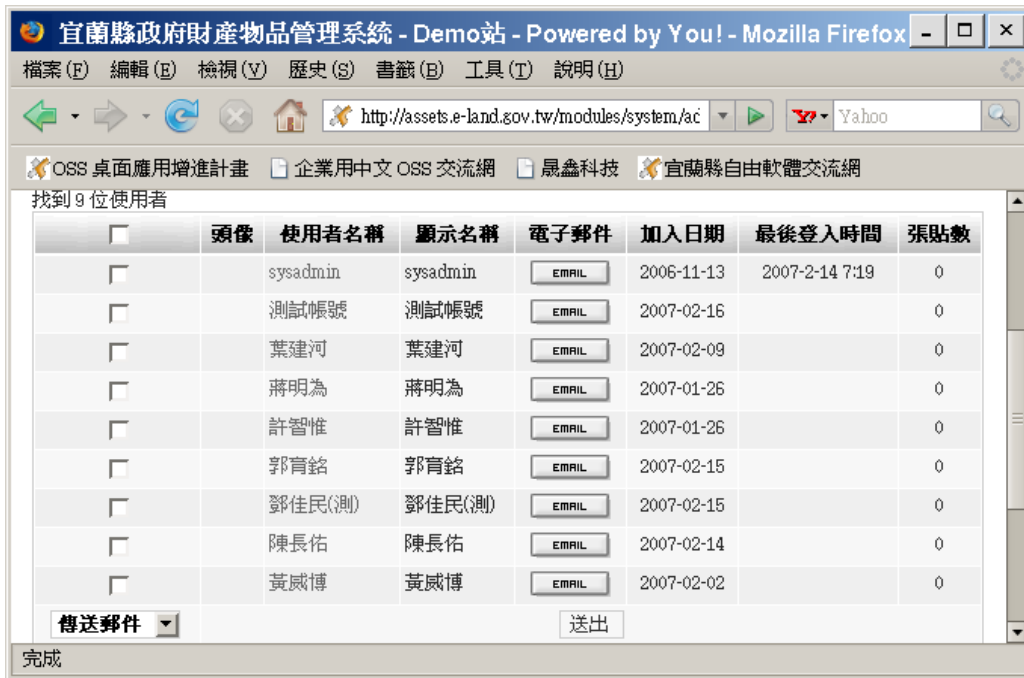 宜蘭縣政府財產物品管理系統 - Demo站 - Powered by You! - Mozilla Firefox
檔案(F) 編輯(E) 檢視(V) 歷史(S) 書籤(B) 工具(T) 說明(H)
http://assets.e-land.gov.tw/modules/system/ad Yahoo
OSS 桌面應用增進計畫 企業用中文 OSS 交流網 晟鑫科技 宜蘭縣自由軟體交流網
找到 9 位使用者
頭像 使用者名稱 顯示名稱 電子郵件 加入日期 最後登入時間 張貼數
sysadmin sysadmin EMAIL 2006-11-13 2007-2-14 7:19 0
測試帳號 測試帳號 EMAIL 2007-02-16 0
葉建河 葉建河 EMAIL 2007-02-09 0
蔣明為 蔣明為 EMAIL 2007-01-26 0
許智惟 許智惟 EMAIL 2007-01-26 0
郭育銘 郭育銘 EMAIL 2007-02-15 0
鄧佳民(測) 鄧佳民(測) EMAIL 2007-02-15 0
陳長佑 陳長佑 EMAIL 2007-02-14 0
黃威博 黃威博 EMAIL 2007-02-02 0
傳送郵件 送出
完成